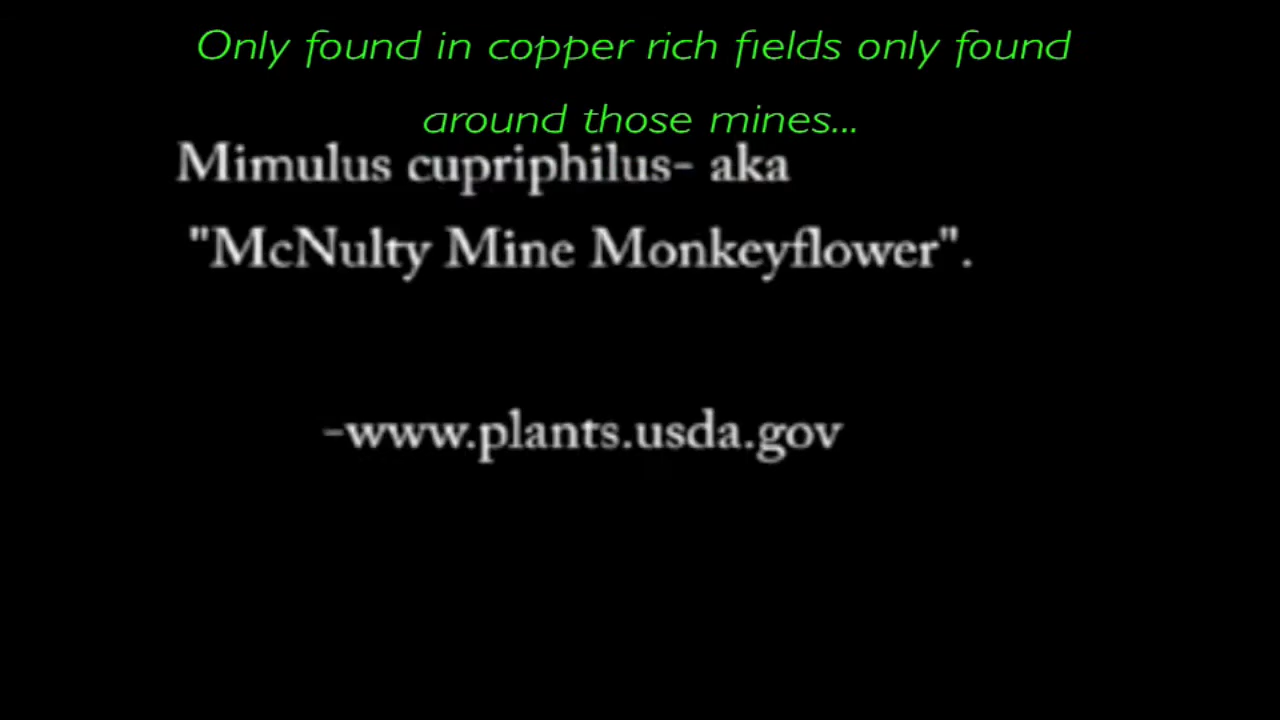 Only found in copper rich fields only found
around those mines...
Mimulus cupriphilus- aka
"McNulty Mine Monkeyflower".
-www.plants.usda.gov